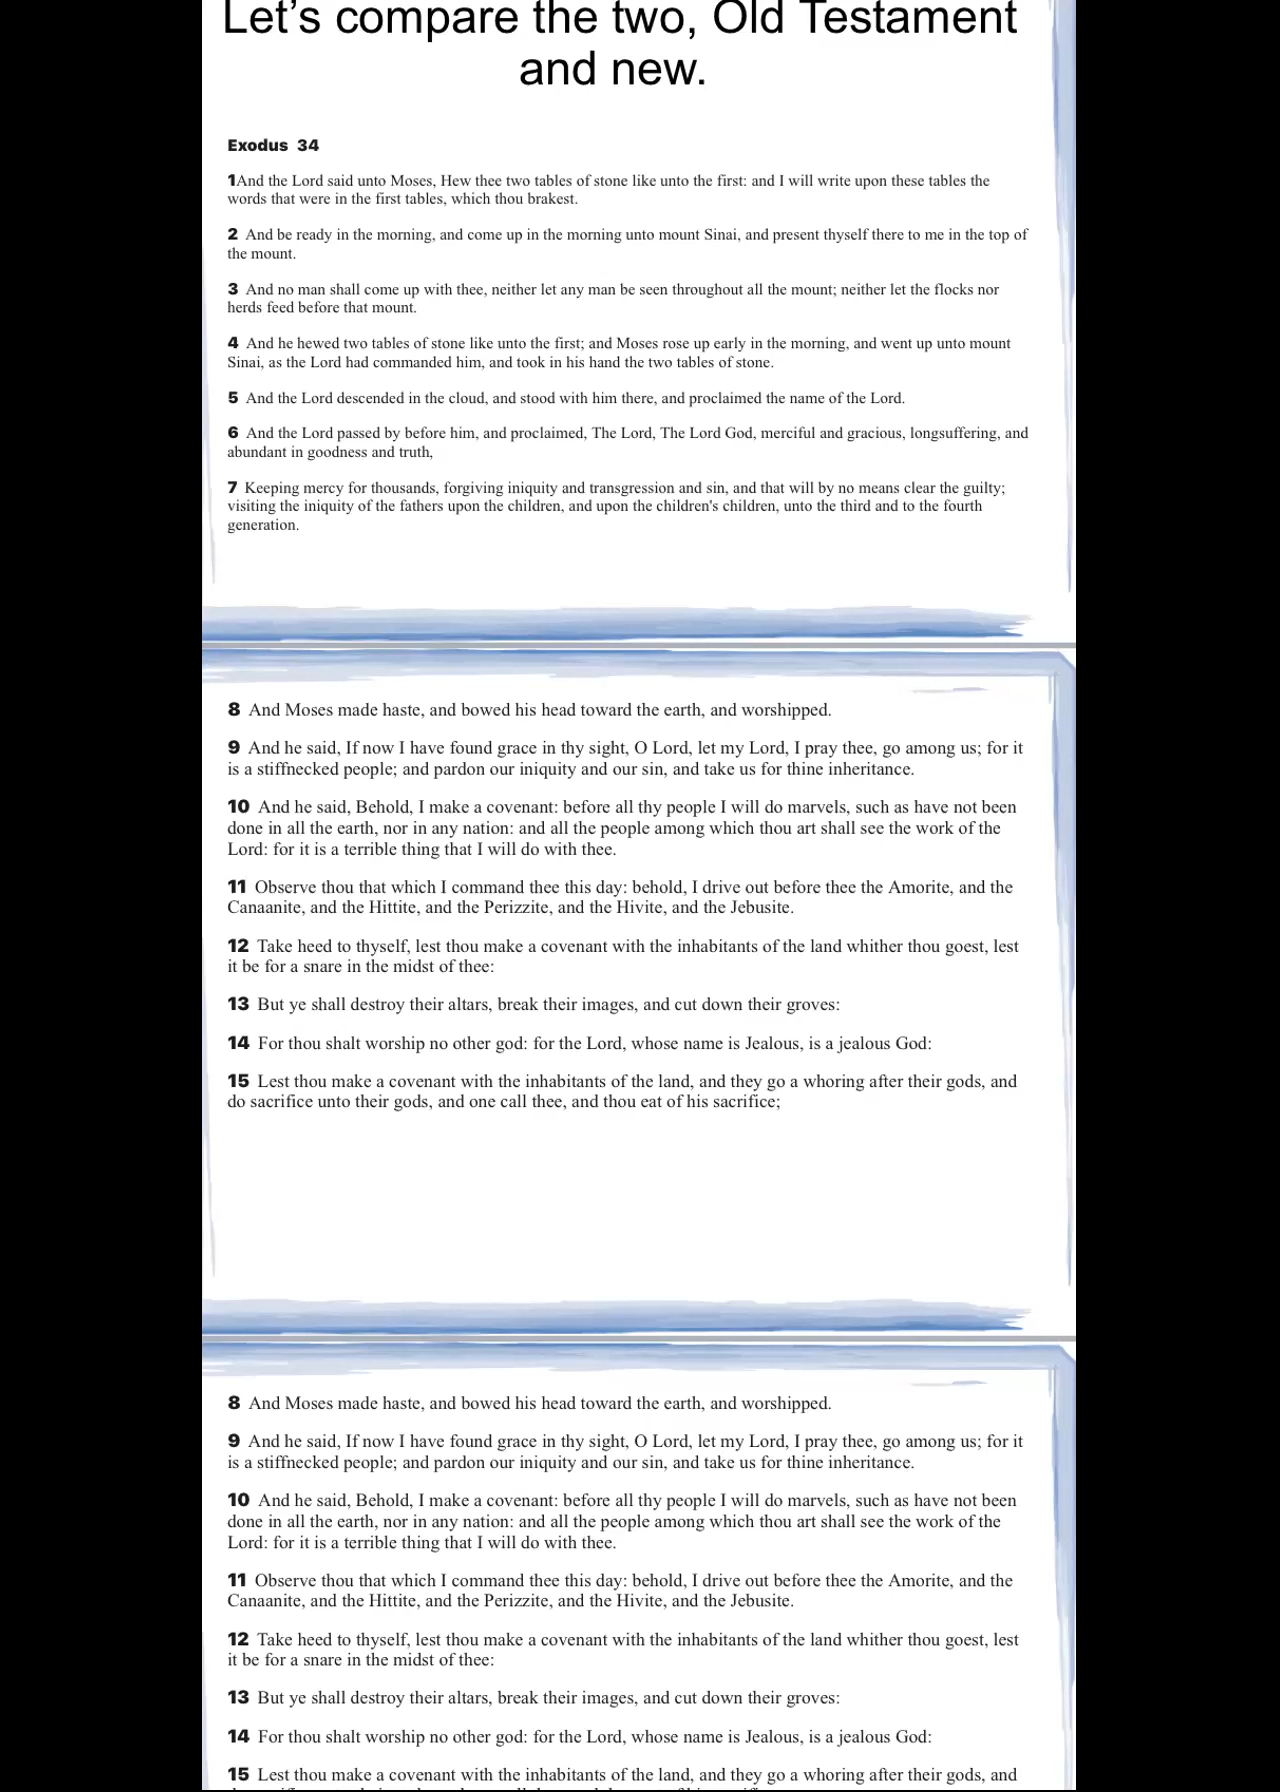 Let's compare the two, Old Testament
and new.
Exodus 34
1And the Lord said unto Moses, Hew thee two tables of stone like unto the first: and I will write upon these tables the
words that were in the first tables, which thou brakest.
2 And be ready in the morning, and come up in the morning unto mount Sinai, and present thyself there to me in the top of
the mount.
3 And no man shall come up with thee, neither let any man be seen throughout all the mount; neither let the flocks nor
herds feed before that mount.
4 And he hewed two tables of stone like unto the first; and Moses rose up early in the morning, and went up unto mount
Sinai, as the Lord had commanded him, and took in his hand the two tables of stone.
5 And the Lord descended in the cloud, and stood with him there, and proclaimed the name of the Lord.
6 And the Lord passed by before him, and proclaimed, The Lord, The Lord God, merciful and gracious, longsuffering, and
abundant in goodness and truth,
7 Keeping mercy for thousands, forgiving iniquity and transgression and sin, and that will by no means clear the guilty;
visiting the iniquity of the fathers upon the children, and upon the children's children, unto the third and to the fourth
generation.
8 And Moses made haste, and bowed his head toward the earth, and worshipped.
9 And he said, If now I have found grace in thy sight, O Lord, let my Lord, I pray thee, go among us; for it
is a stiffnecked people; and pardon our iniquity and our sin, and take us for thine inheritance.
10 And he said, Behold, I make a covenant: before all thy people I will do marvels, such as have not been
done in all the earth, nor in any nation: and all the people among which thou art shall see the work of the
Lord: for it is a terrible thing that I will do with thee.
11 Observe thou that which I command thee this day: behold, I drive out before thee the Amorite, and the
Canaanite, and the Hittite, and the Perizzite, and the Hivite, and the Jebusite.
12 Take heed to thyself, lest thou make a covenant with the inhabitants of the land whither thou goest, lest
it be for a snare in the midst of thee:
13 But ye shall destroy their altars, break their images, and cut down their groves:
14 For thou shalt worship no other god: for the Lord, whose name is Jealous, is a jealous God:
15 Lest thou make a covenant with the inhabitants of the land, and they go a whoring after their gods, and
do sacrifice unto their gods, and one call thee, and thou eat of his sacrifice;
8 And Moses made haste, and bowed his head toward the earth, and worshipped.
9 And he said, If now I have found grace in thy sight, O Lord, let my Lord, I pray thee, go among us; for it
is a stiffnecked people; and pardon our iniquity and our sin, and take us for thine inheritance.
10 And he said, Behold, I make a covenant: before all thy people I will do marvels, such as have not been
done in all the earth, nor in any nation: and all the people among which thou art shall see the work of the
Lord: for it is a terrible thing that I will do with thee.
11 Observe thou that which I command thee this day: behold, I drive out before thee the Amorite, and the
Canaanite, and the Hittite, and the Perizzite, and the Hivite, and the Jebusite.
12 Take heed to thyself, lest thou make a covenant with the inhabitants of the land whither thou goest, lest
it be for a snare in the midst of thee:
13 But ye shall destroy their altars, break their images, and cut down their groves:
14 For thou shalt worship no other god: for the Lord, whose name is Jealous, is a jealous God:
15 Lest thou make a covenant with the inhabitants of the land, and they go a whoring after their gods, and